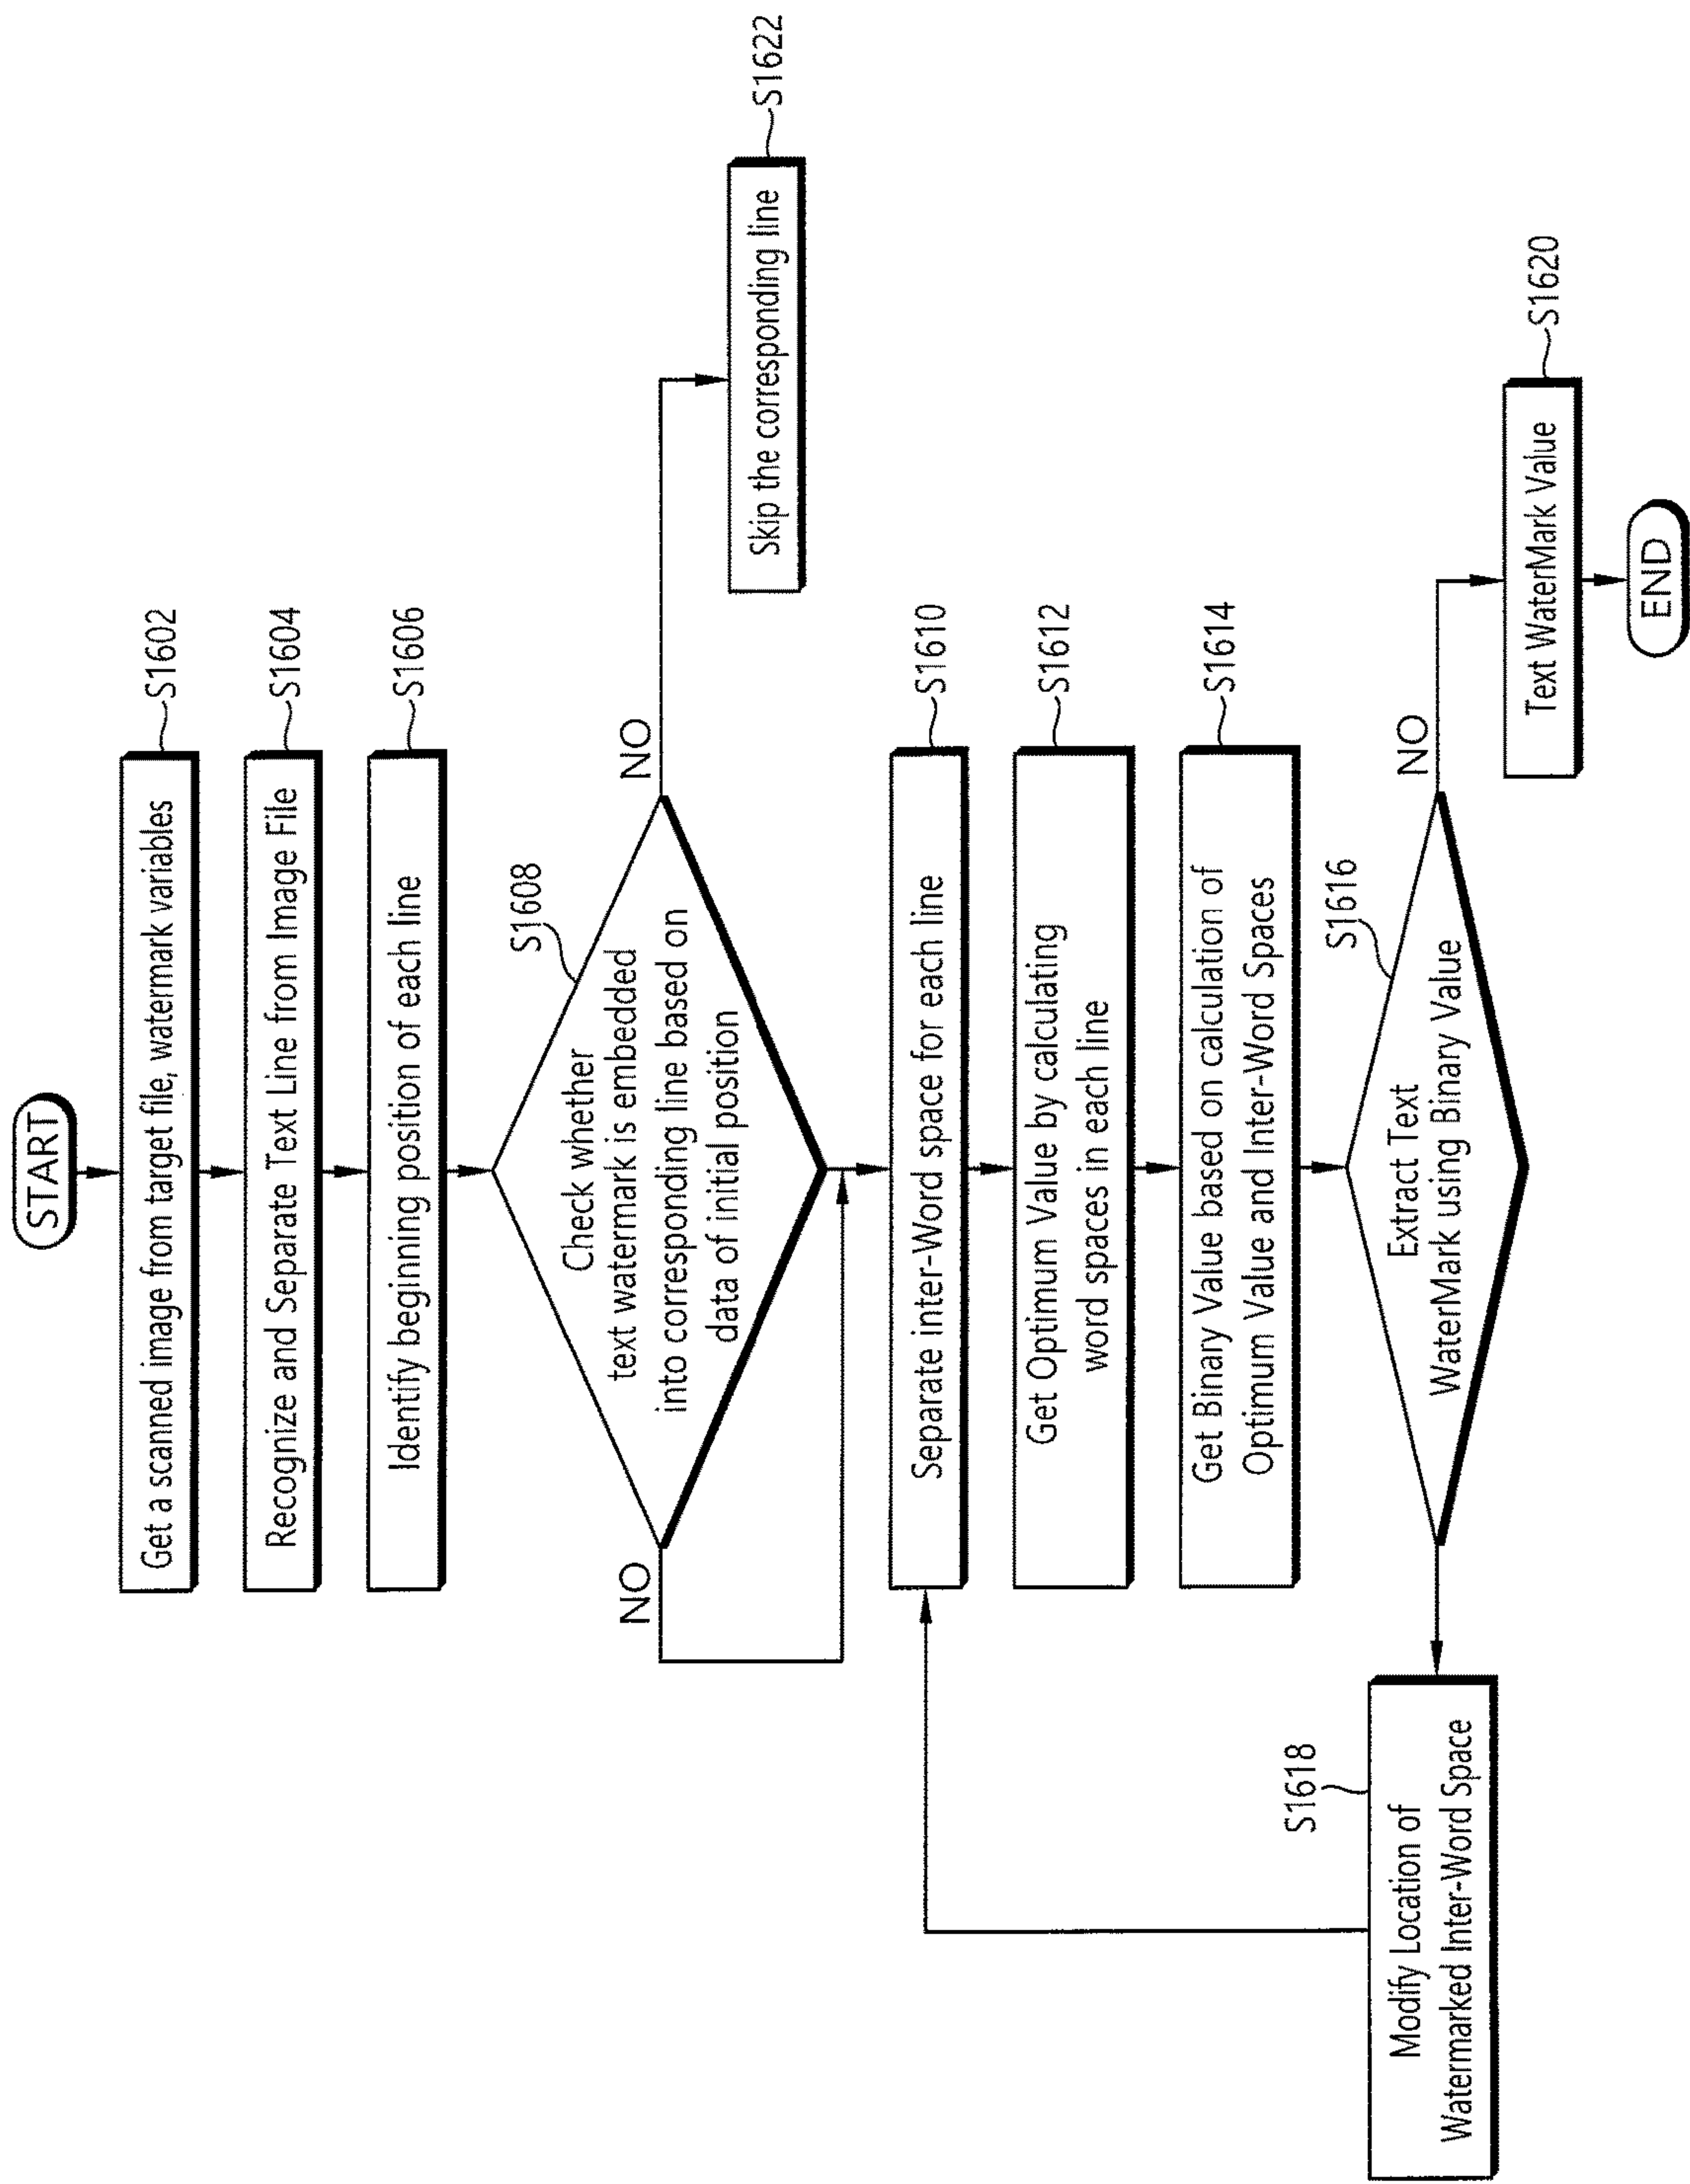 START
Get a scanned image from target file, watermark variables
S1602
Recognize and Separate Text Line from Image File
S1604
Identify beginning position of each line
S1606
S1608
Check whether
text watermark is embedded
into corresponding line based on
data of initial position
NO
NO
Skip the corresponding line
S1622
Separate inter-Word space for each line
S1610
Get Optimum Value by calculating
word spaces in each line
S1612
Get Binary Value based on calculation of
Optimum Value and Inter-Word Spaces
S1614
S1616
Extract Text
WaterMark using Binary Value
NO
S1618
Modify Location of
Watermarked Inter-Word Space
Text WaterMark Value
S1620
END